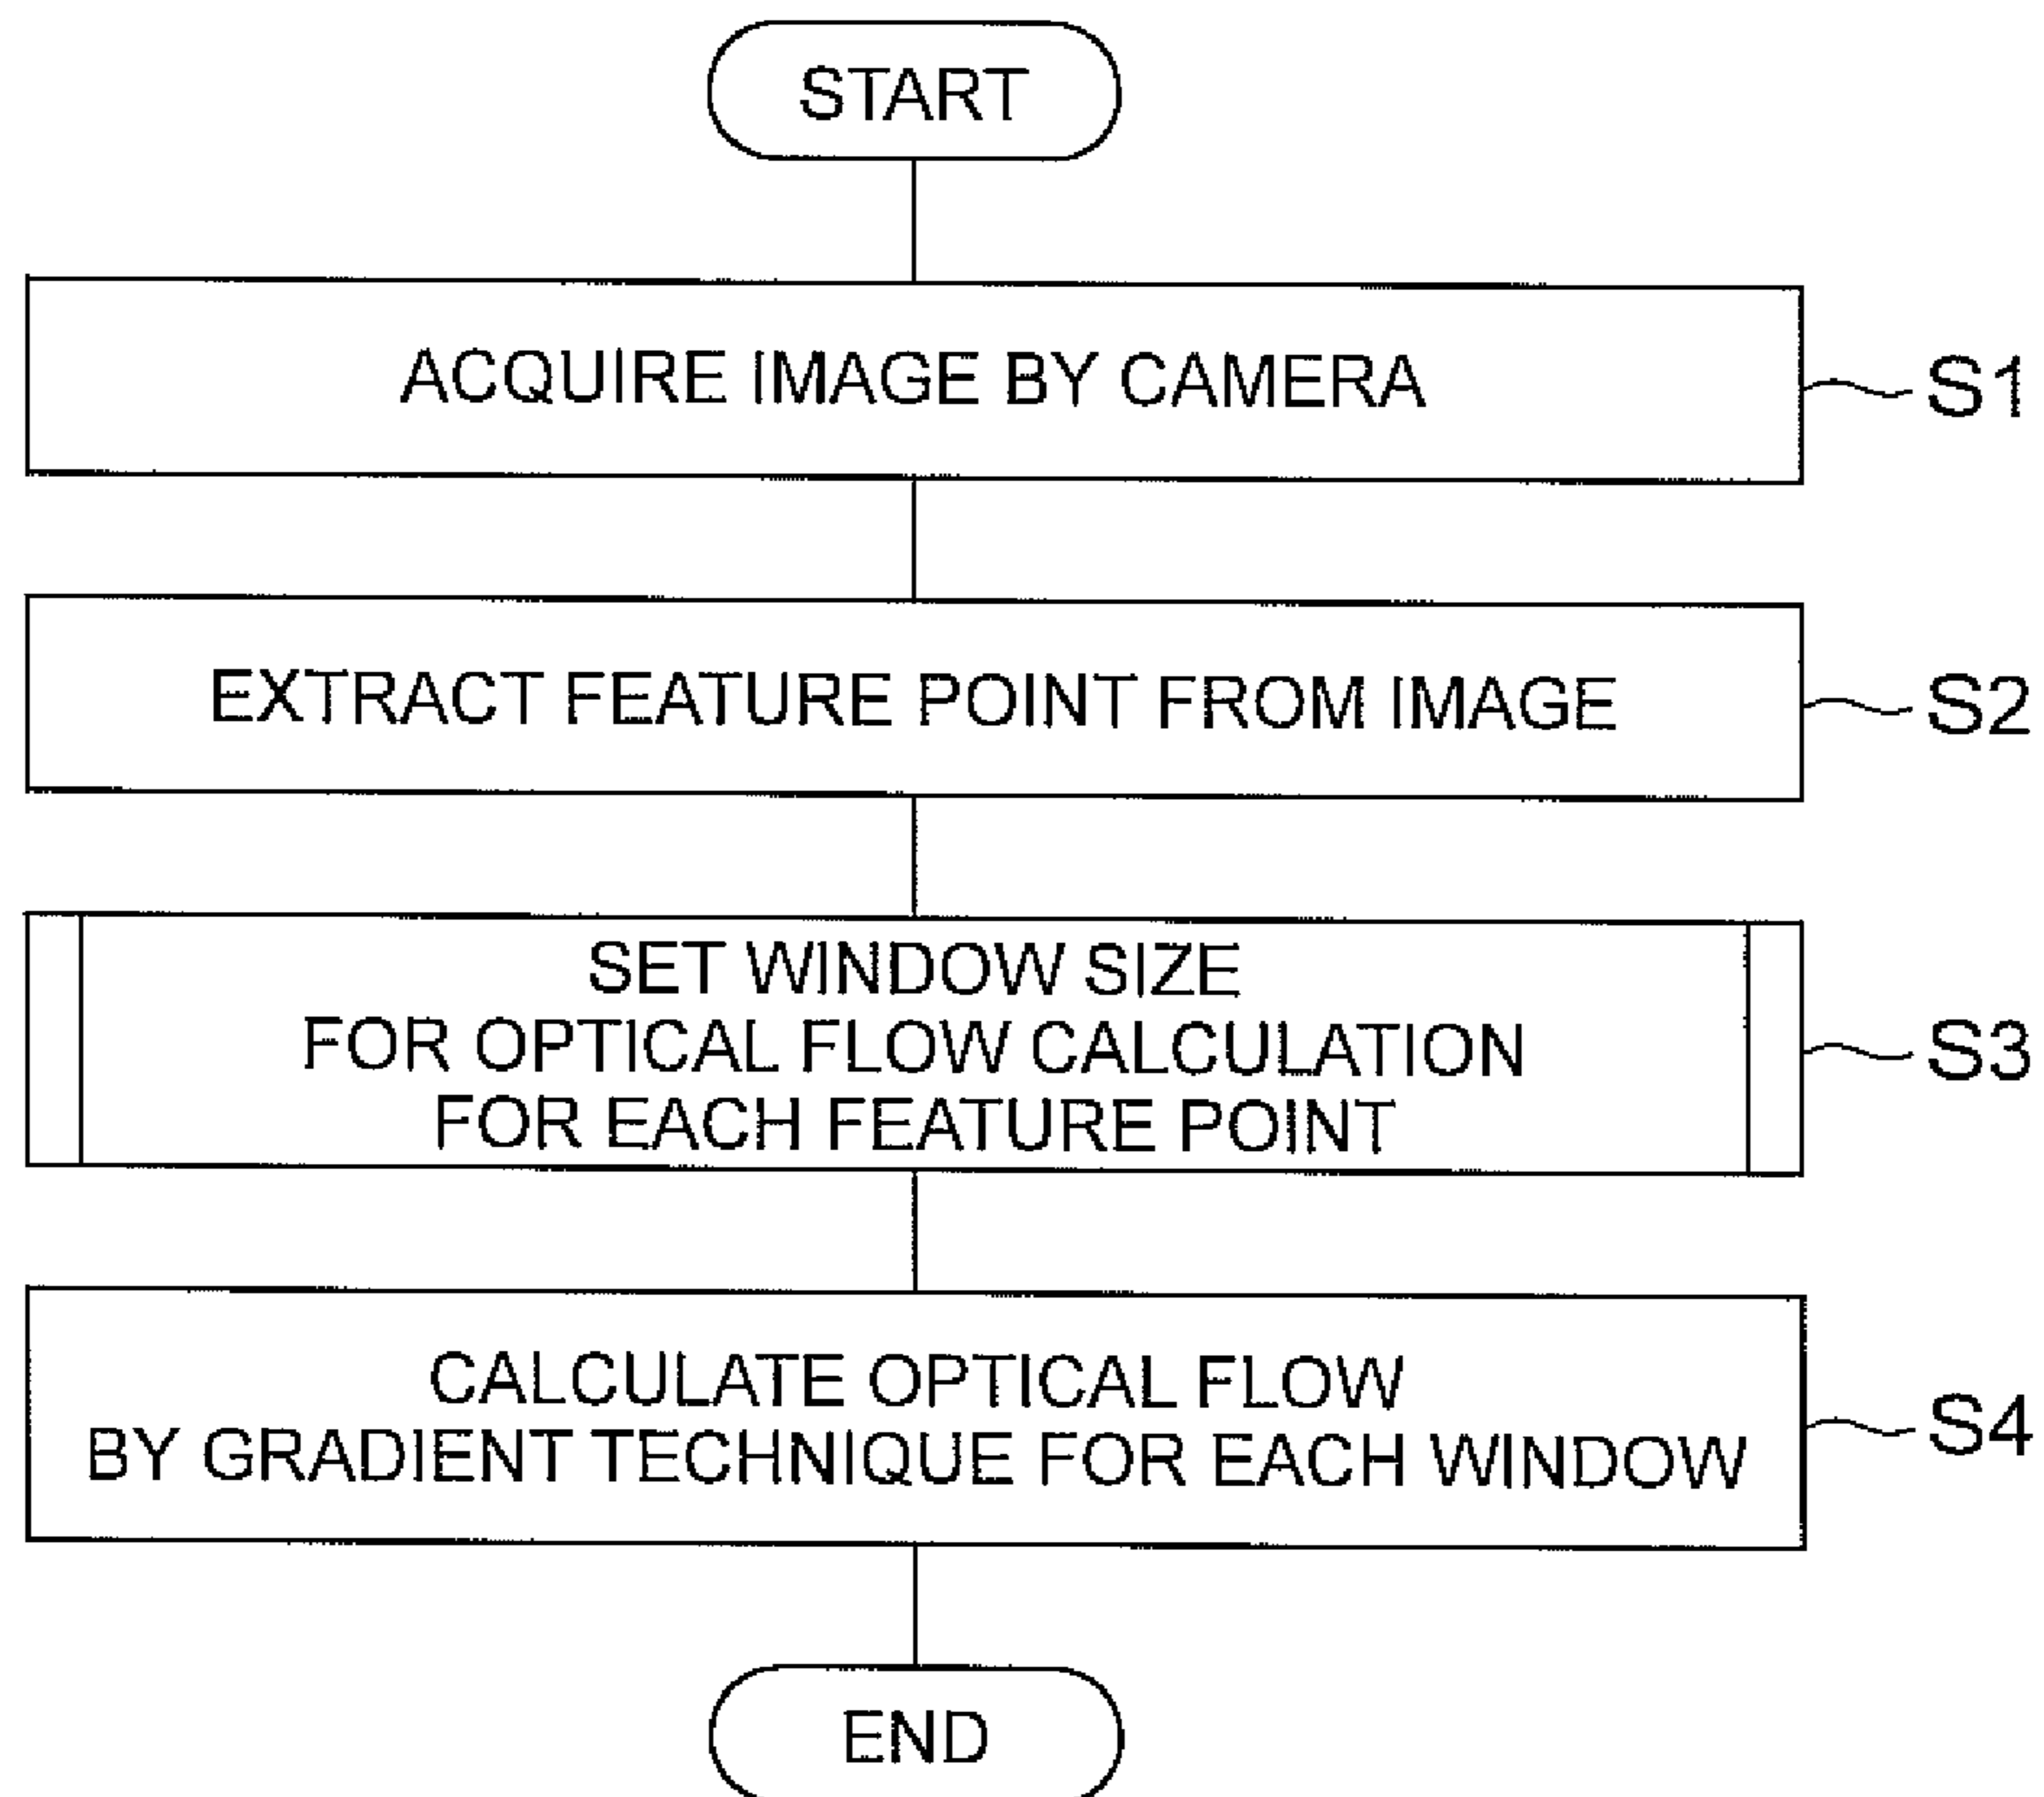 START
ACQUIRE IMAGE BY CAMERA
S1
EXTRACT FEATURE POINT FROM IMAGE
S2
SET WINDOW SIZE
FOR OPTICAL FLOW CALCULATION
FOR EACH FEATURE POINT
S3
CALCULATE OPTICAL FLOW
BY GRADIENT TECHNIQUE FOR EACH WINDOW
S4
END